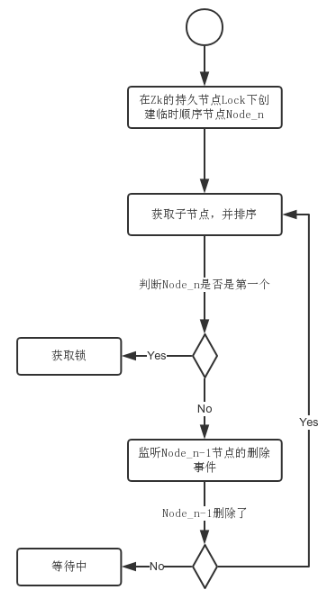 在Zk的持久节点Lock下创
建临时顺序节点Node_n
获取子节点，并排序
判断Node_n是否是第一个
获取锁
Yes
No
Yes
监听Node_n-1节点的删除
事件
Node_n-1删除了
等待中
No